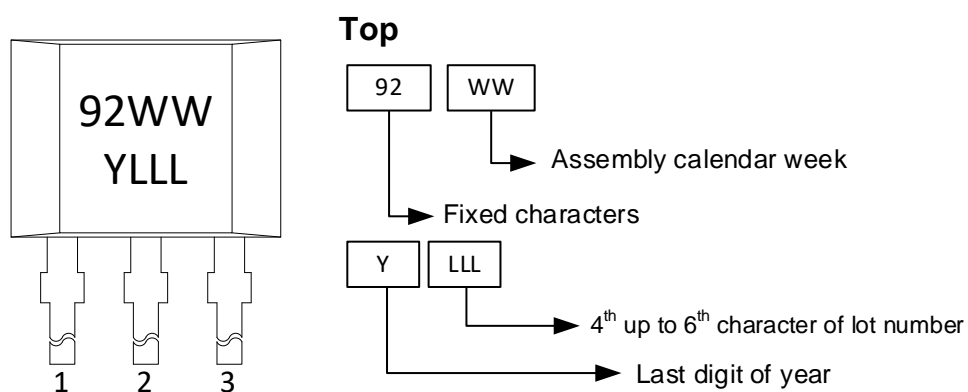 92WW
YLLL
1 2 3
Top
92 WW
Assembly calendar week
Fixed characters
Y LLL
4th up to 6th character of lot number
Last digit of year